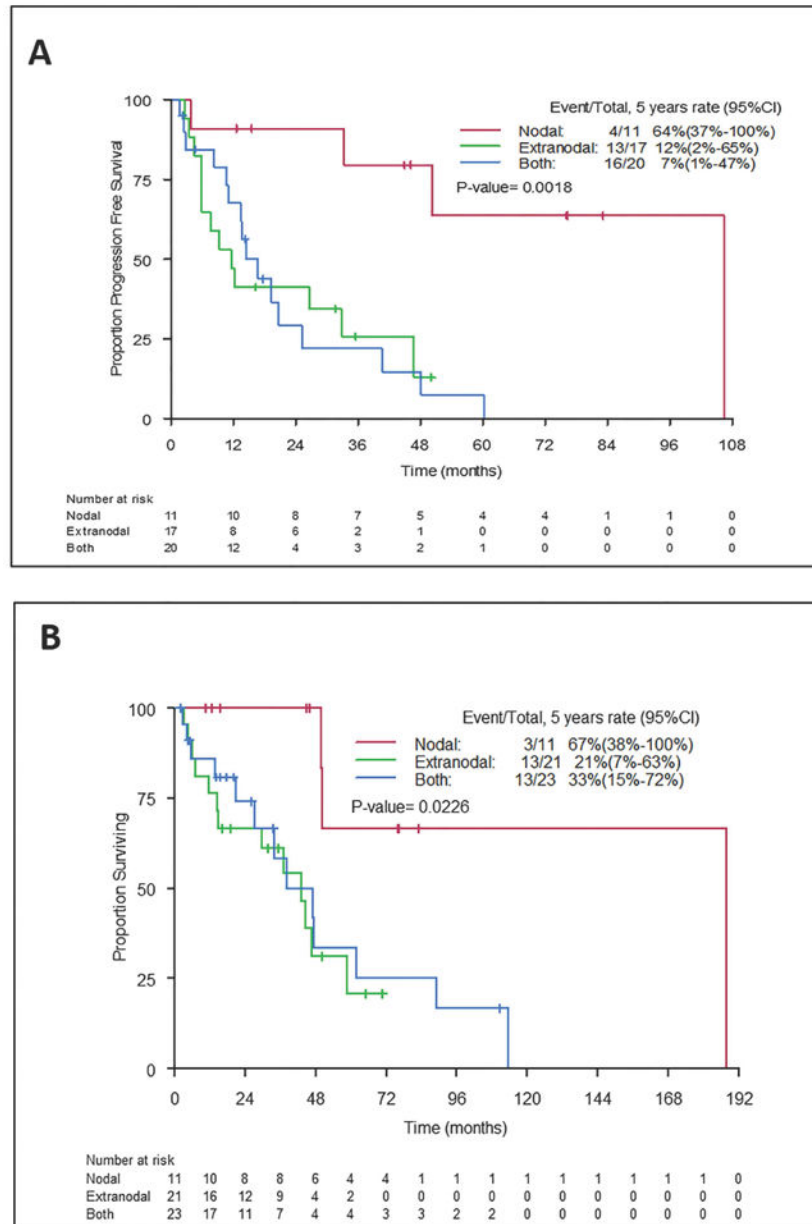 A
Event/Total, 5 years rate (95%CI)
Nodal: 4/11 64%(37%-100%)
Extranodal: 13/17 12%(2%-65%)
Both: 16/20 7%(1%-47%)
P-value= 0.0018
Proportion Progression Free Survival
100
75
50
25
0
0 12 24 36 48 60 72 84 96 108
Time (months)
Number at risk
Nodal 11 10 8 7 5 4 4 1 1 0
Extranodal 17 8 6 2 1 0 0 0 0 0
Both 20 12 4 3 2 1 0 0 0 0
B
Event/Total, 5 years rate (95%CI)
Nodal: 3/11 67%(38%-100%)
Extranodal: 13/21 21%(7%-63%)
Both: 13/23 33%(15%-72%)
P-value= 0.0226
Proportion Surviving
100
75
50
25
0
0 24 48 72 96 120 144 168 192
Time (months)
Number at risk
Nodal 11 10 8 8 6 4 4 1 1 1 1 1 1 1 1 1 0
Extranodal 21 16 12 9 4 2 0 0 0 0 0 0 0 0 0 0 0
Both 23 17 11 7 4 4 3 3 2 2 0 0 0 0 0 0 0